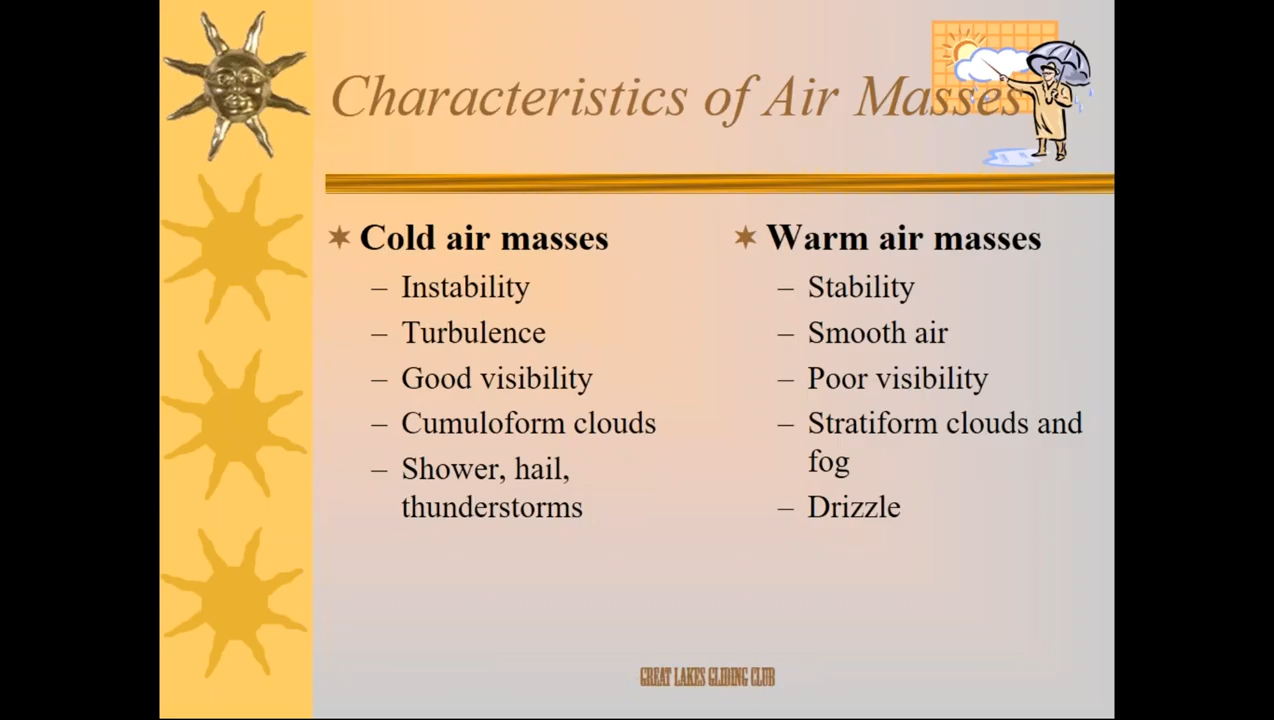 Characteristics of Air Masses
Cold air masses
– Instability
– Turbulence
– Good visibility
– Cumuloform clouds
– Shower, hail,
thunderstorms
Warm air masses
– Stability
– Smooth air
– Poor visibility
– Stratiform clouds and
fog
– Drizzle
GREAT LAKES GLIDING CLUB